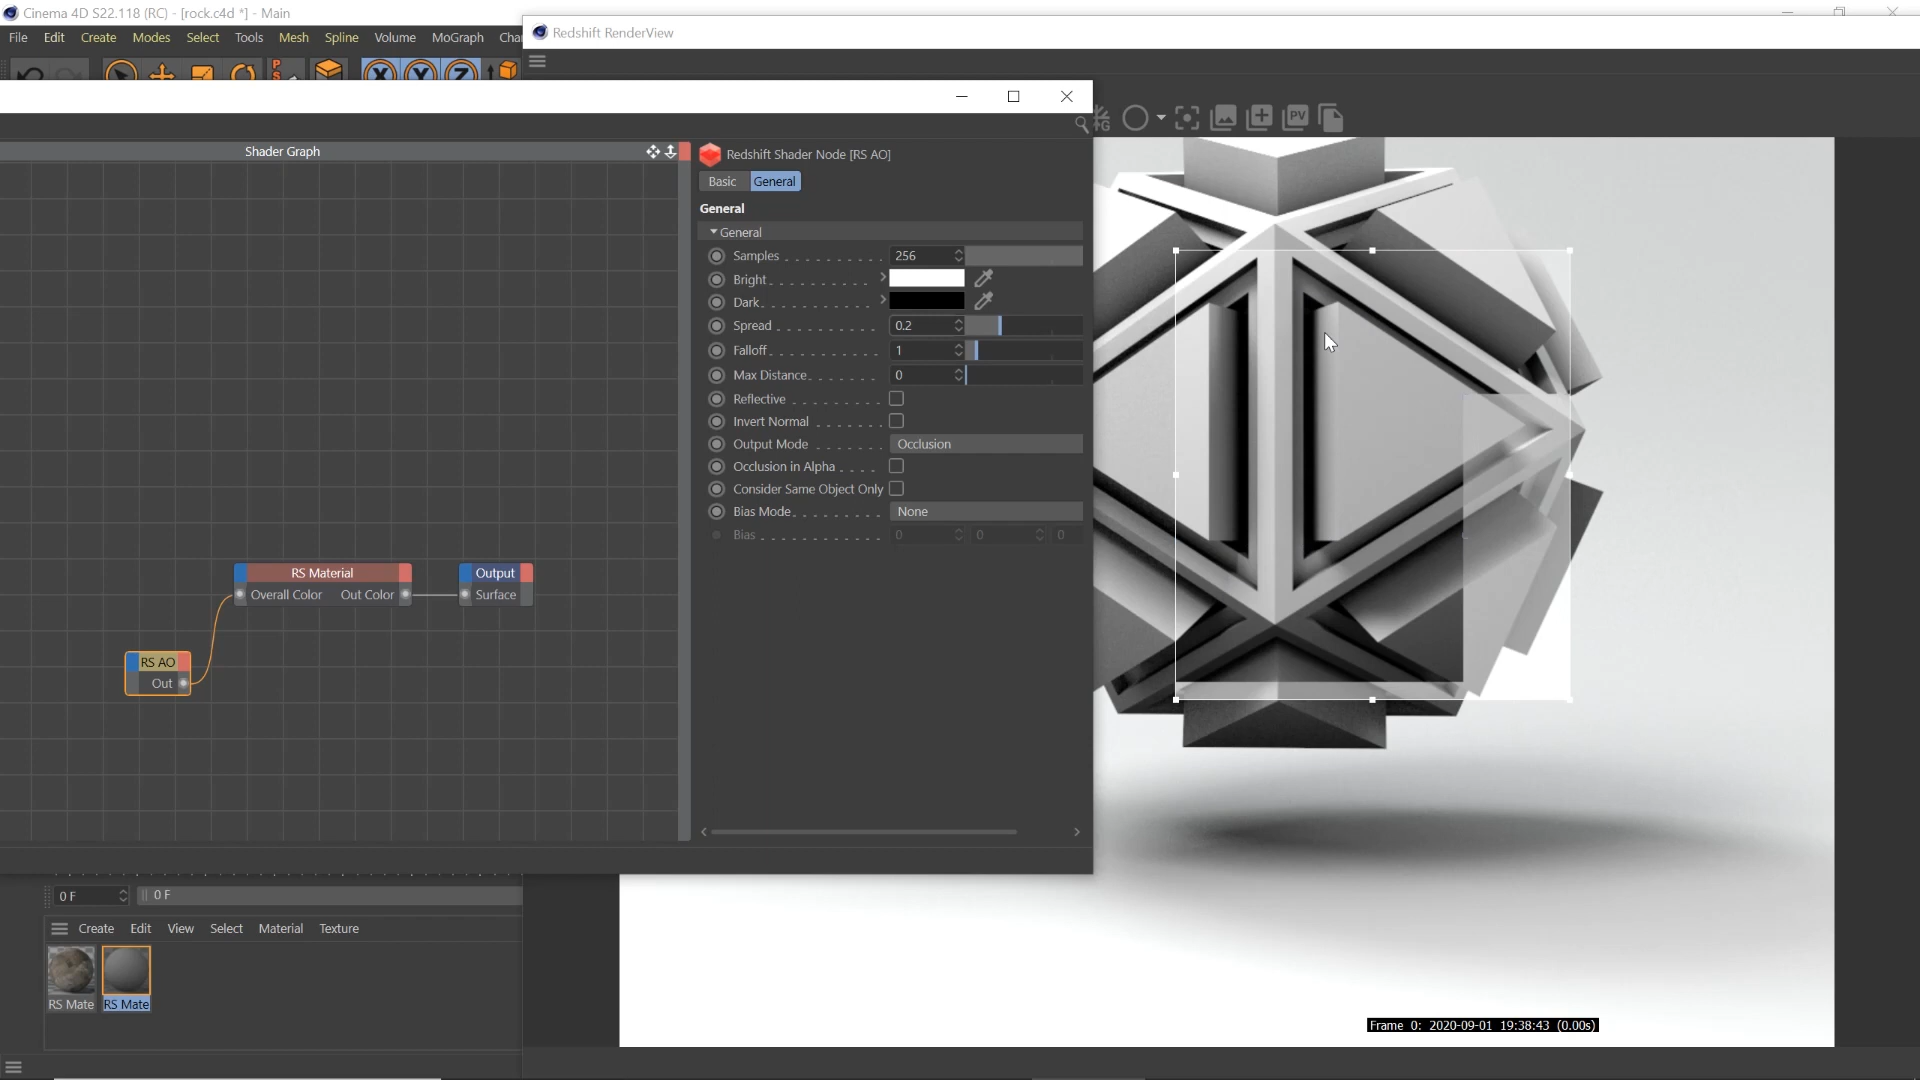 Cinema 4D S22.118 (RC) - [rock.c4d *] - Main
Redshift RenderView
File Edit Create Modes Select Tools Mesh Spline Volume MoGraph
Shader Graph
Redshift Shader Node [RS AO]
Basic General
General
General
Samples 256
Bright
Dark
Spread 0.2
Falloff 1
Max Distance 0
Reflective
Invert Normal
Output Mode Occlusion
Occlusion in Alpha
Consider Same Object Only
Bias Mode None
Bias 0 0 0
RS Material
Overall Color Out Color
Output
Surface
RS AO
Out
PV
X Y Z
0 F 0 F
Create Edit View Select Material Texture
RS Mate RS Mate
Frame 0: 2020-09-01 19:38:43 (0.00s)